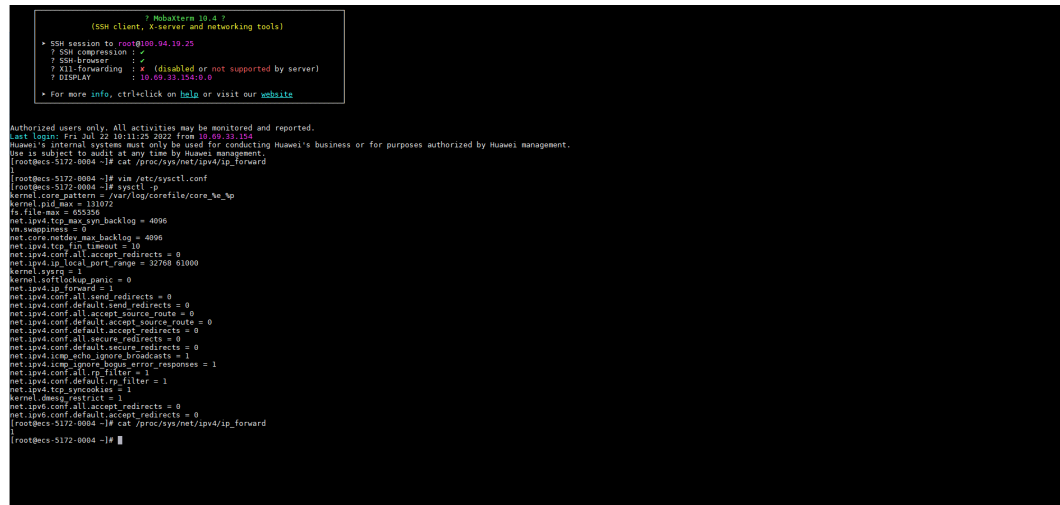 ? MobaXterm 10.4 ?
(SSH client, X-server and networking tools)
➤ SSH session to root@100.94.19.25
? SSH compression : ✔
? SSH-browser : ✔
? X11-forwarding : ✘ (disabled or not supported by server)
? DISPLAY : 10.69.33.154:0.0
➤ For more info, ctrl+click on help or visit our website
Authorized users only. All activities may be monitored and reported.
Last login: Fri Jul 22 10:11:25 2022 from 10.69.33.154
Huawei's internal systems must only be used for conducting Huawei's business or for purposes authorized by Huawei management.
Use is subject to audit at any time by Huawei management.
[root@ecs-5172-0004 ~]# cat /proc/sys/net/ipv4/ip_forward
1
[root@ecs-5172-0004 ~]# vim /etc/sysctl.conf
[root@ecs-5172-0004 ~]# sysctl -p
kernel.core_pattern = /var/log/corefile/core_%e_%p
kernel.pid_max = 131072
fs.file-max = 655356
net.ipv4.tcp_max_syn_backlog = 4096
vm.swappiness = 0
net.core.netdev_max_backlog = 4096
net.ipv4.tcp_fin_timeout = 10
net.ipv4.conf.all.accept_redirects = 0
net.ipv4.ip_local_port_range = 32768 61000
kernel.sysrq = 1
kernel.softlockup_panic = 0
net.ipv4.ip_forward = 1
net.ipv4.conf.all.send_redirects = 0
net.ipv4.conf.default.send_redirects = 0
net.ipv4.conf.all.accept_source_route = 0
net.ipv4.conf.default.accept_source_route = 0
net.ipv4.conf.default.accept_redirects = 0
net.ipv4.conf.all.secure_redirects = 0
net.ipv4.conf.default.secure_redirects = 0
net.ipv4.icmp_echo_ignore_broadcasts = 1
net.ipv4.icmp_ignore_bogus_error_responses = 1
net.ipv4.conf.all.rp_filter = 1
net.ipv4.conf.default.rp_filter = 1
net.ipv4.tcp_syncookies = 1
kernel.dmesg_restrict = 1
net.ipv6.conf.all.accept_redirects = 0
net.ipv6.conf.default.accept_redirects = 0
[root@ecs-5172-0004 ~]# cat /proc/sys/net/ipv4/ip_forward
1
[root@ecs-5172-0004 ~]#